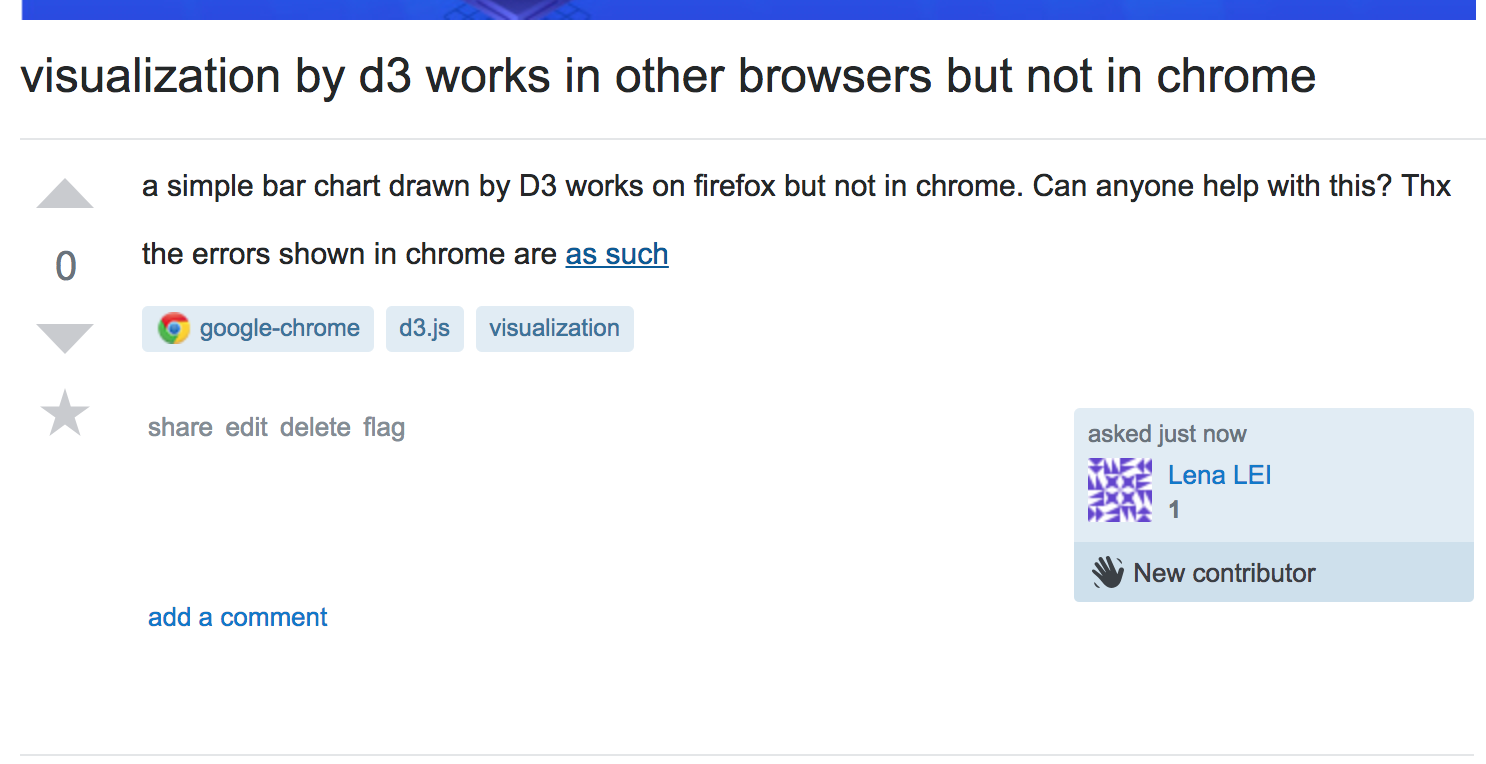 visualization by d3 works in other browsers but not in chrome
a simple bar chart drawn by D3 works on firefox but not in chrome. Can anyone help with this? Thx
0
the errors shown in chrome are as such
google-chrome d3.js visualization
share edit delete flag
asked just now
Lena LEI
1
New contributor
add a comment